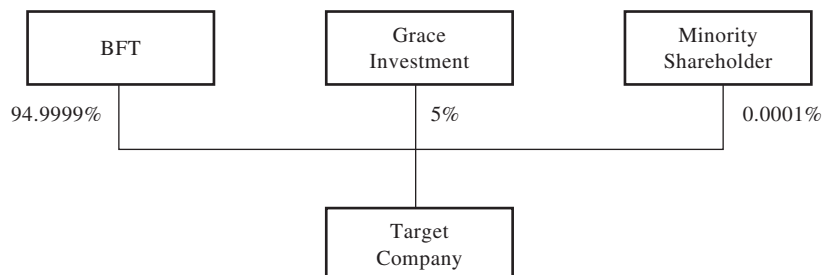 BFT
Grace
Investment
Minority
Shareholder
94.9999%
5%
0.0001%
Target
Company